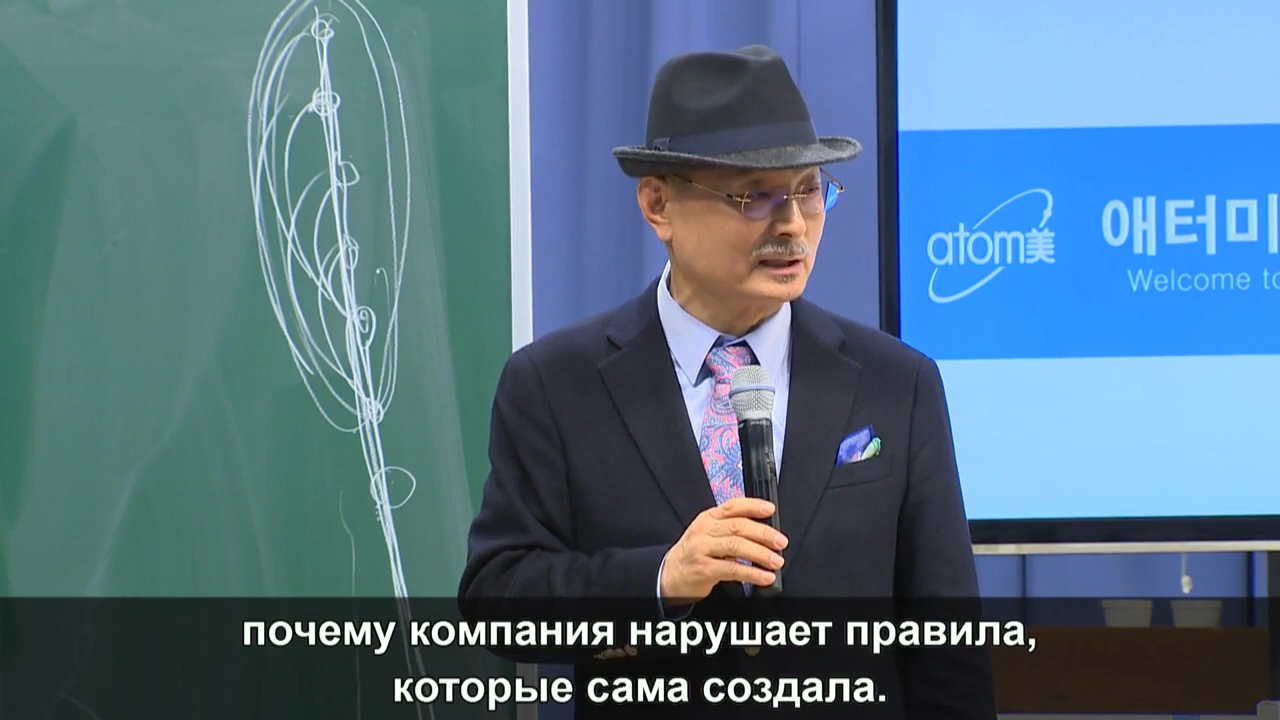 atom美
애터미
Welcome to
почему компания нарушает правила,
которые сама создала.